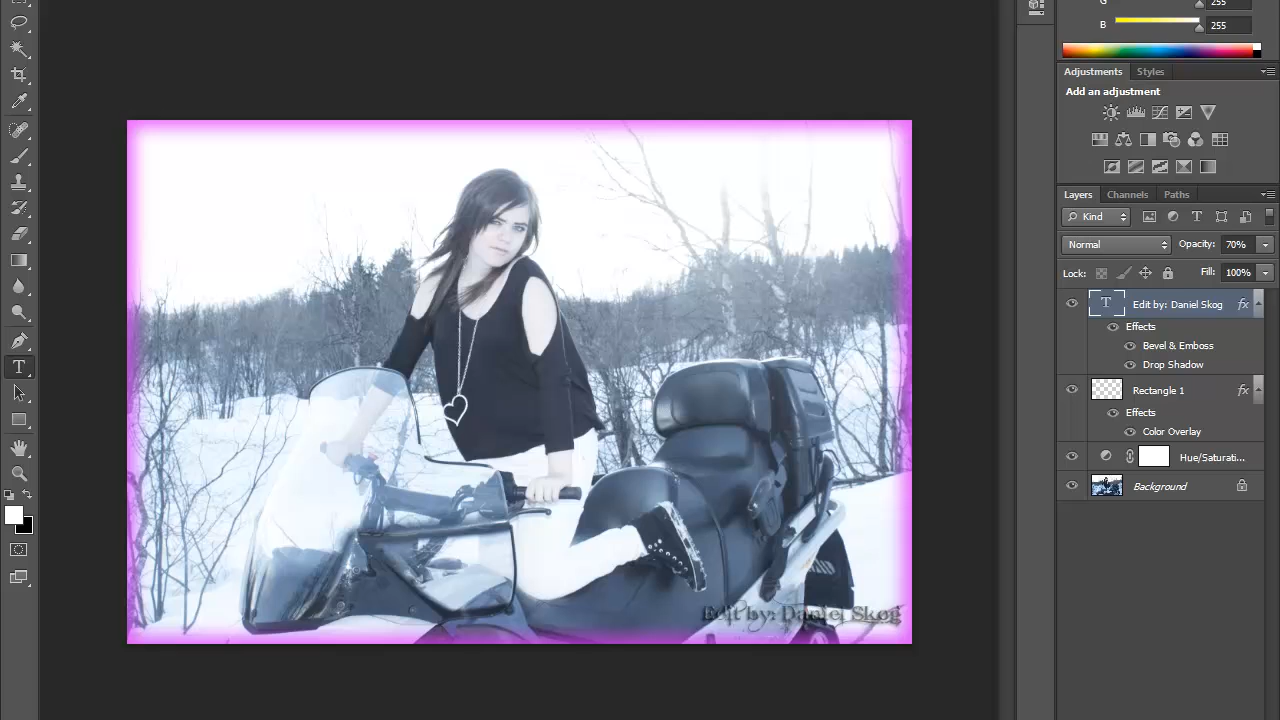 G
255
B
255
Adjustments Styles
Add an adjustment
Layers Channels Paths
Kind
Normal Opacity: 70%
Lock: Fill: 100%
T Edit by: Daniel Skog fx
Effects
Bevel & Emboss
Drop Shadow
Rectangle 1 fx
Effects
Color Overlay
Hue/Saturati...
Background
T
Edit by: Daniel Skog